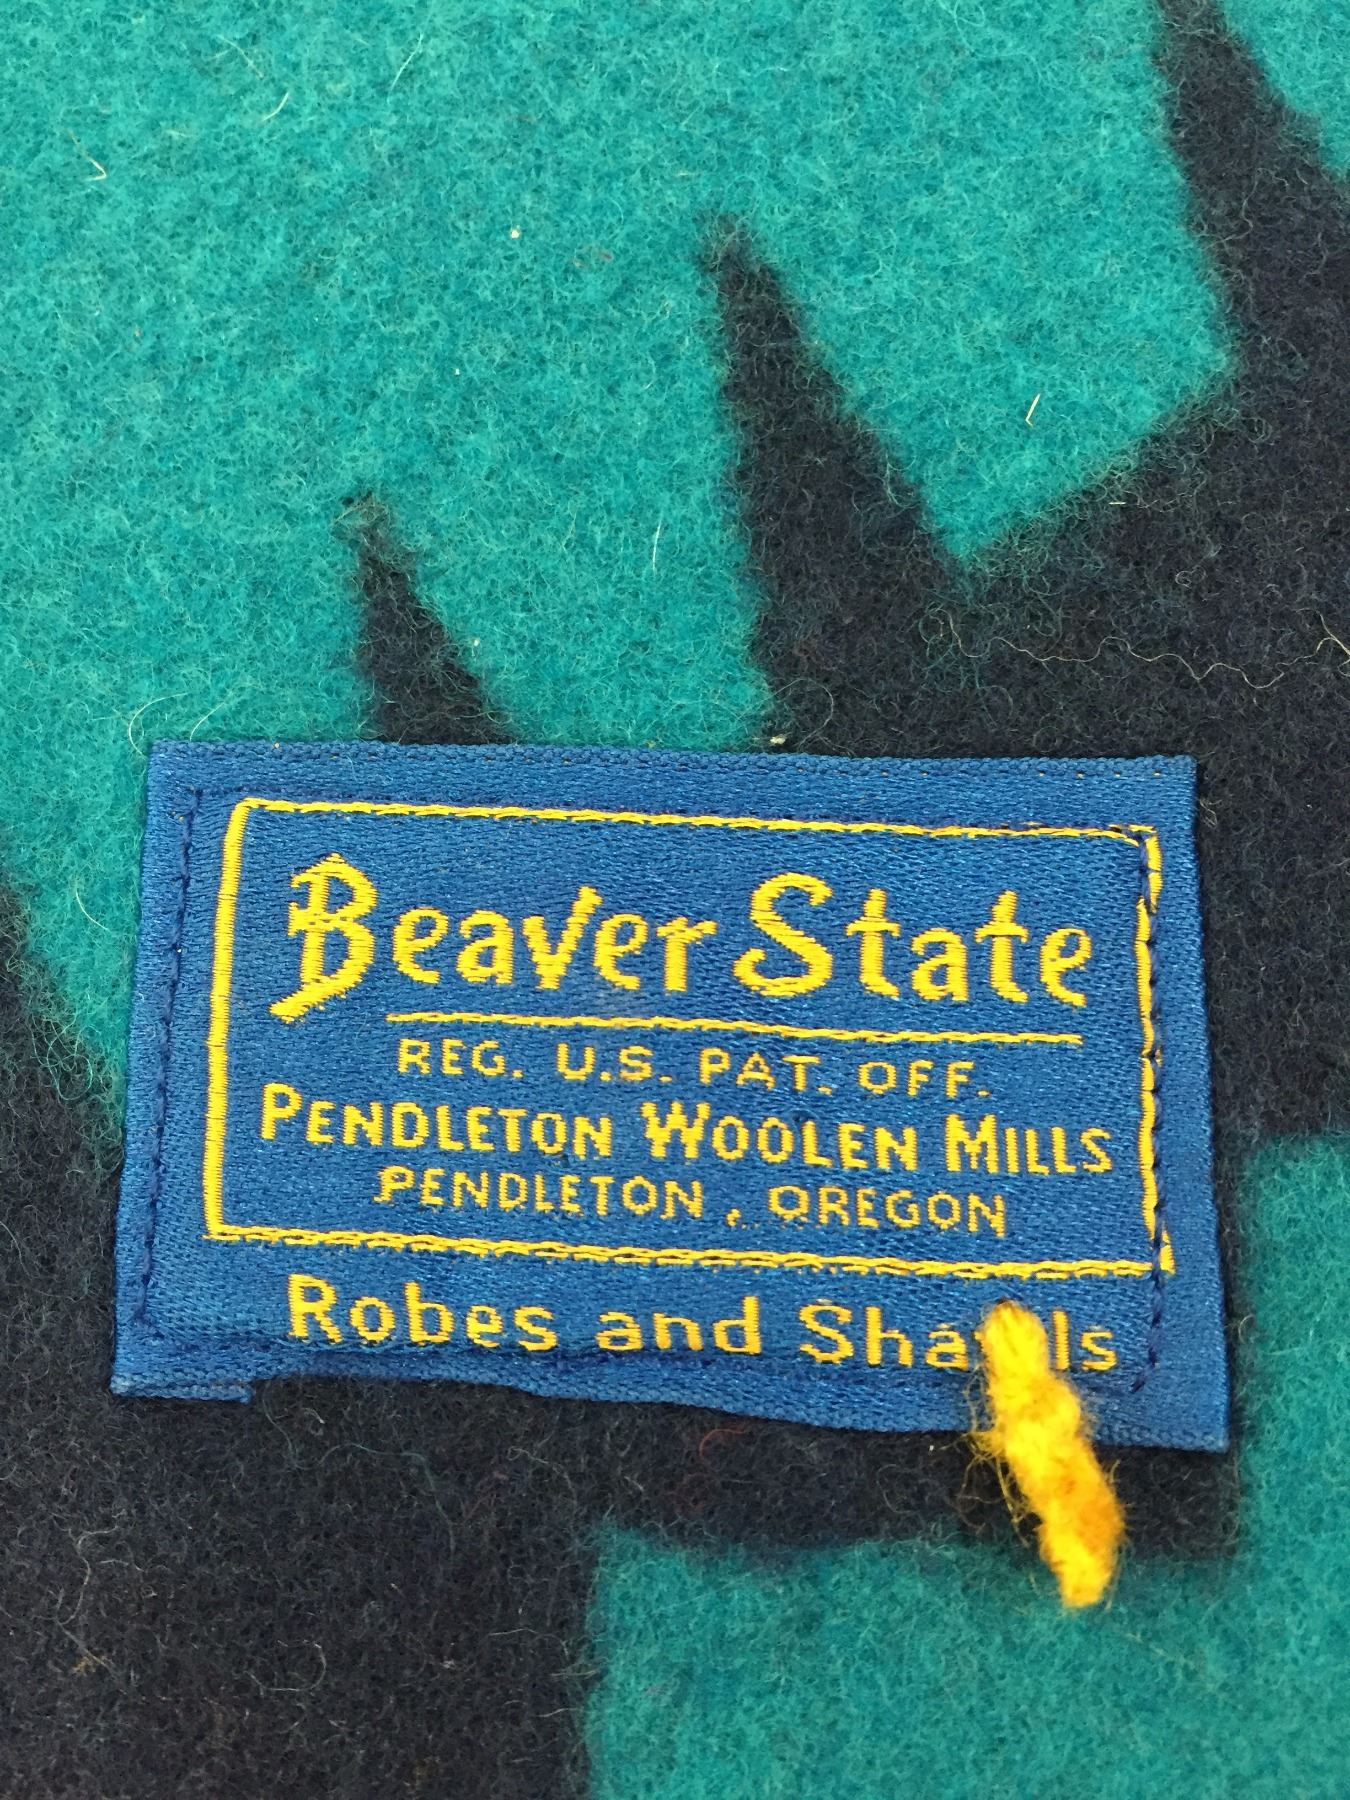 Beaver State
REG. U.S. PAT. OFF.
PENDLETON WOOLEN MILLS
PENDLETON, OREGON
Robes and Shawls